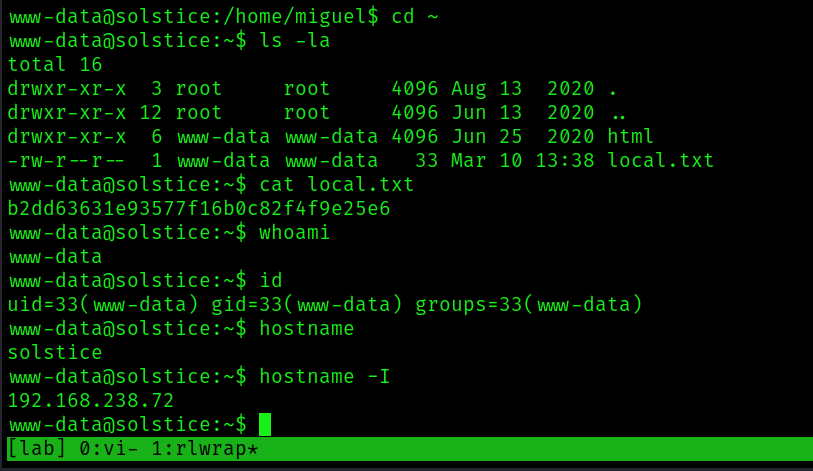 www-data@solstice:/home/miguel$ cd ~
www-data@solstice:~$ ls -la
total 16
drwxr-xr-x  3 root     root     4096 Aug 13  2020 .
drwxr-xr-x 12 root     root     4096 Jun 13  2020 ..
drwxr-xr-x  6 www-data www-data 4096 Jun 25  2020 html
-rw-r--r--  1 www-data www-data   33 Mar 10 13:38 local.txt
www-data@solstice:~$ cat local.txt
b2dd63631e93577f16b0c82f4f9e25e6
www-data@solstice:~$ whoami
www-data
www-data@solstice:~$ id
uid=33(www-data) gid=33(www-data) groups=33(www-data)
www-data@solstice:~$ hostname
solstice
www-data@solstice:~$ hostname -I
192.168.238.72
www-data@solstice:~$
[lab] 0:vi- 1:rlwrap*